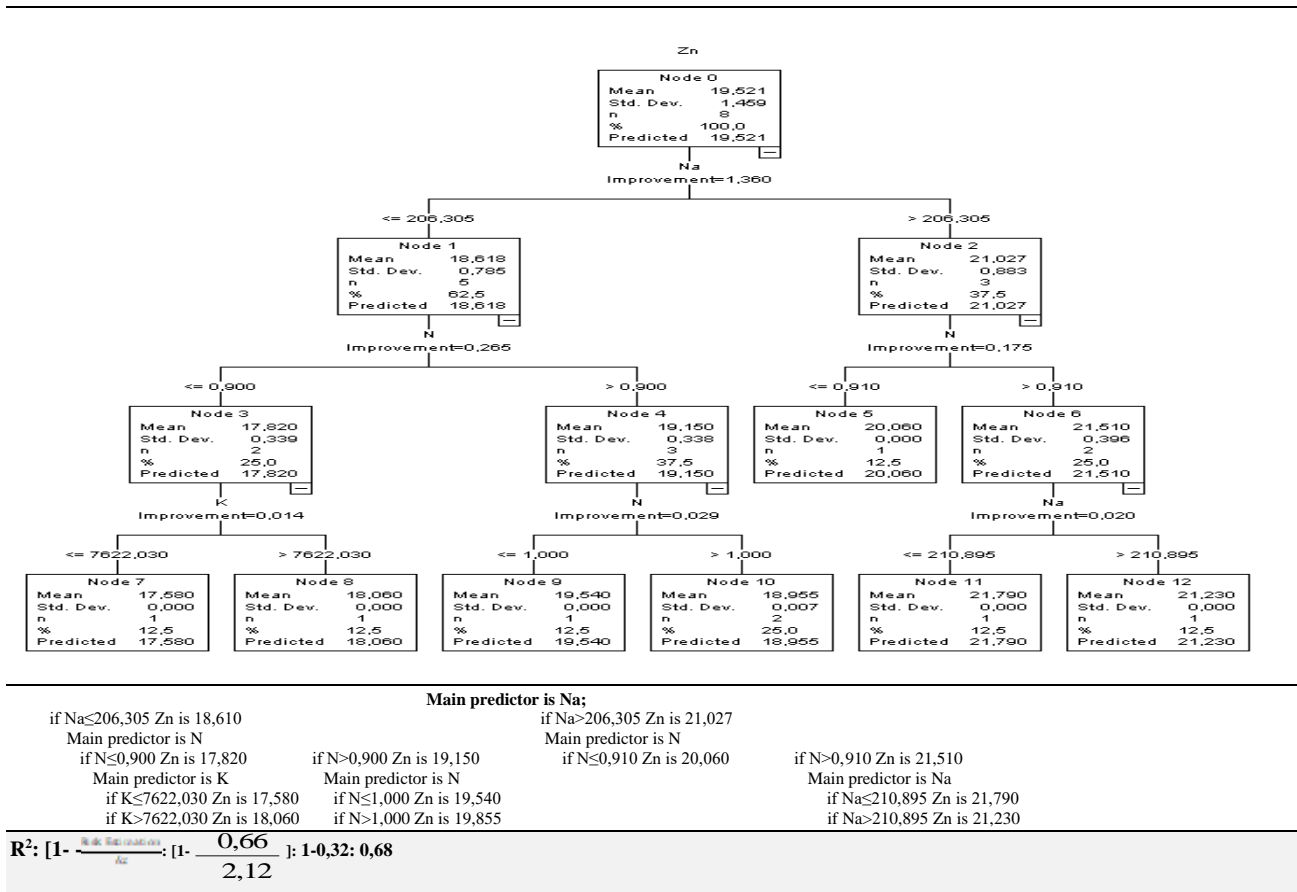 Zn
Node 0
Mean 19,521
Std. Dev. 1,459
n 8
% 100,0
Predicted 19,521
Na
Improvement=1,360
<= 206,305
> 206,305
Node 1
Mean 18,618
Std. Dev. 0,785
n 5
% 62,5
Predicted 18,618
Node 2
Mean 21,027
Std. Dev. 0,883
n 3
% 37,5
Predicted 21,027
N
Improvement=0,265
N
Improvement=0,175
<= 0,900
> 0,900
<= 0,910
> 0,910
Node 3
Mean 17,820
Std. Dev. 0,339
n 2
% 25,0
Predicted 17,820
Node 4
Mean 19,150
Std. Dev. 0,338
n 3
% 37,5
Predicted 19,150
Node 5
Mean 20,060
Std. Dev. 0,000
n 1
% 12,5
Predicted 20,060
Node 6
Mean 21,510
Std. Dev. 0,396
n 2
% 25,0
Predicted 21,510
K
Improvement=0,014
N
Improvement=0,029
Na
Improvement=0,020
<= 7622,030
> 7622,030
<= 1,000
> 1,000
<= 210,895
> 210,895
Node 7
Mean 17,580
Std. Dev. 0,000
n 1
% 12,5
Predicted 17,580
Node 8
Mean 18,060
Std. Dev. 0,000
n 1
% 12,5
Predicted 18,060
Node 9
Mean 19,540
Std. Dev. 0,000
n 1
% 12,5
Predicted 19,540
Node 10
Mean 18,955
Std. Dev. 0,007
n 2
% 25,0
Predicted 18,955
Node 11
Mean 21,790
Std. Dev. 0,000
n 1
% 12,5
Predicted 21,790
Node 12
Mean 21,230
Std. Dev. 0,000
n 1
% 12,5
Predicted 21,230
Main predictor is Na;
if Na≤206,305 Zn is 18,610 if Na>206,305 Zn is 21,027
Main predictor is N Main predictor is N
if N≤0,900 Zn is 17,820 if N>0,900 Zn is 19,150 if N≤0,910 Zn is 20,060 if N>0,910 Zn is 21,510
Main predictor is K Main predictor is N Main predictor is Na
if K≤7622,030 Zn is 17,580 if N≤1,000 Zn is 19,540 if Na≤210,895 Zn is 21,790
if K>7622,030 Zn is 18,060 if N>1,000 Zn is 19,855 if Na>210,895 Zn is 21,230
R²: [1- : [1- 0,66 / 2,12 ]: 1-0,32: 0,68